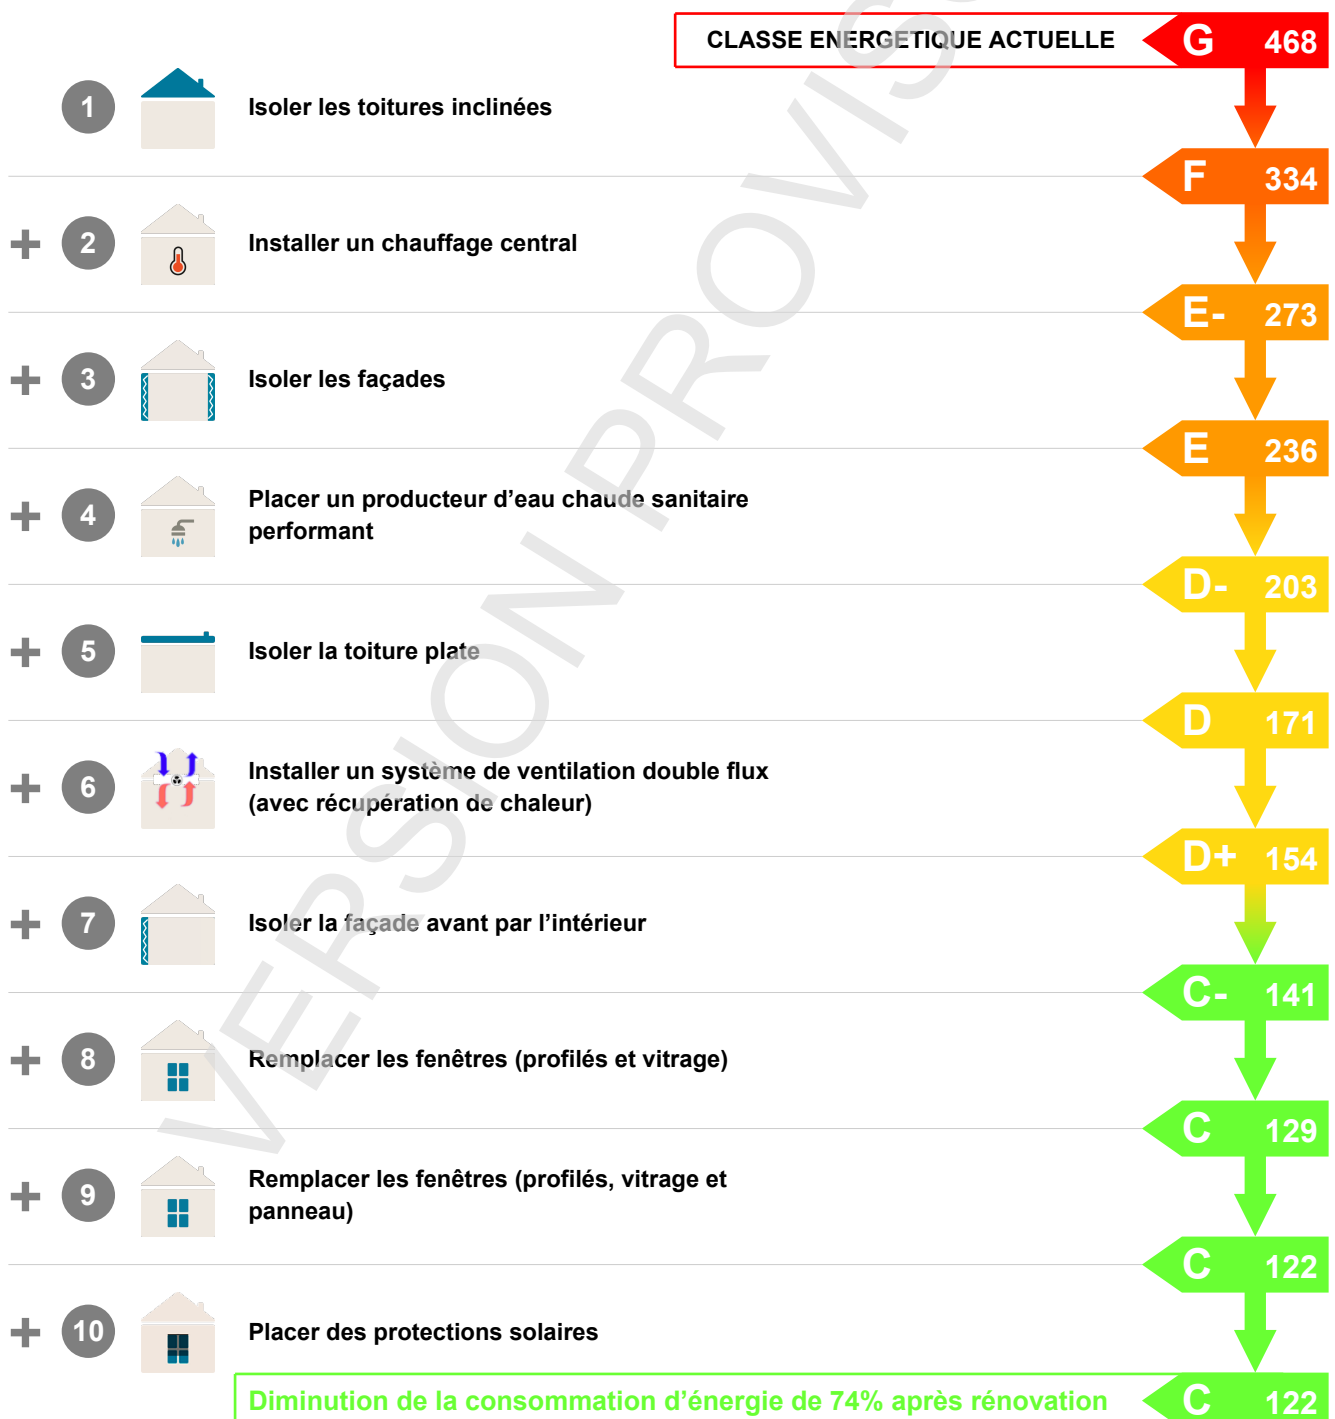 CLASSE ENERGETIQUE ACTUELLE G 468
1 Isoler les toitures inclinées
F 334
+ 2 Installer un chauffage central
E- 273
+ 3 Isoler les façades
E 236
+ 4 Placer un producteur d’eau chaude sanitaire
performant
D- 203
+ 5 Isoler la toiture plate
D 171
+ 6 Installer un système de ventilation double flux
(avec récupération de chaleur)
D+ 154
+ 7 Isoler la façade avant par l’intérieur
C- 141
+ 8 Remplacer les fenêtres (profilés et vitrage)
C 129
+ 9 Remplacer les fenêtres (profilés, vitrage et
panneau)
C 122
+ 10 Placer des protections solaires
Diminution de la consommation d’énergie de 74% après rénovation C 122
VERSION PROVIS